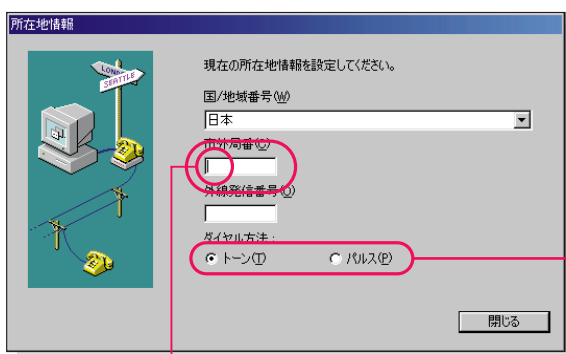 所在地情報
LONDON
SEATTLE
現在の所在地情報を設定してください。
国/地域番号(W)
日本
市外局番(C)
外線発信番号(O)
ダイヤル方法:
トーン(T) パルス(P)
閉じる